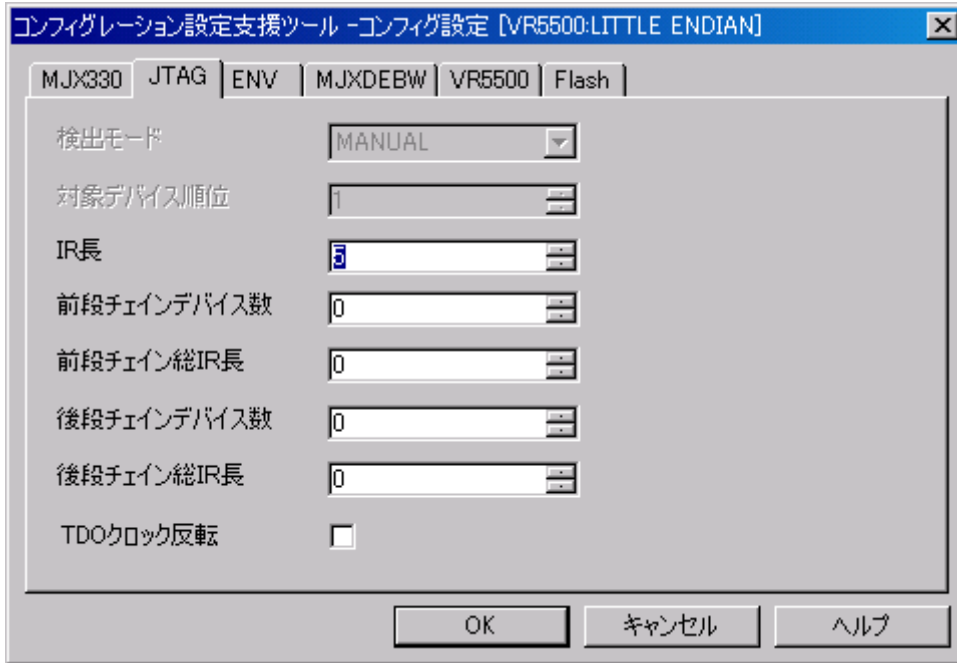 コンフィグレーション設定支援ツール -コンフィグ設定 [VR5500:LITTLE ENDIAN]
MJX330 JTAG ENV MJXDEBW VR5500 Flash
検出モード MANUAL
対象デバイス順位 1
IR長 5
前段チェインデバイス数 0
前段チェイン総IR長 0
後段チェインデバイス数 0
後段チェイン総IR長 0
TDOクロック反転
OK キャンセル ヘルプ